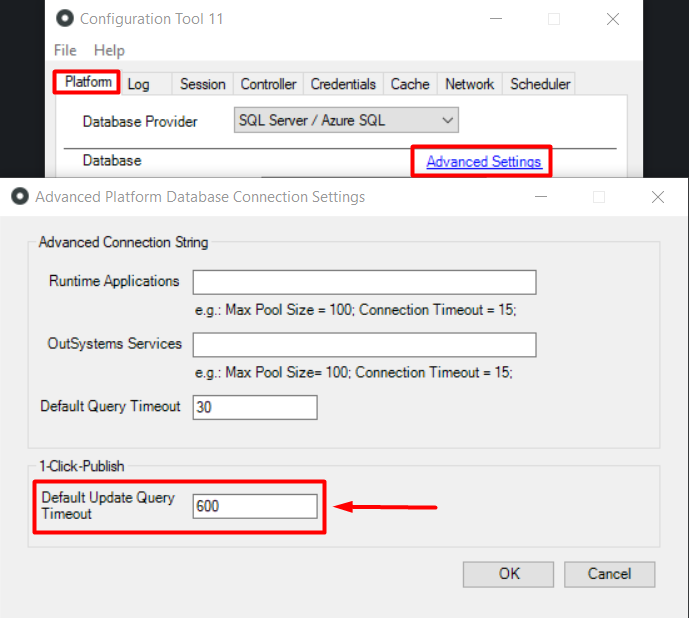 Configuration Tool 11
File Help
Platform Log Session Controller Credentials Cache Network Scheduler
Database Provider SQL Server / Azure SQL
Database Advanced Settings
Advanced Platform Database Connection Settings
Advanced Connection String
Runtime Applications
e.g.: Max Pool Size = 100; Connection Timeout = 15;
OutSystems Services
e.g.: Max Pool Size= 100; Connection Timeout = 15;
Default Query Timeout 30
1-Click-Publish
Default Update Query
Timeout
600
OK Cancel